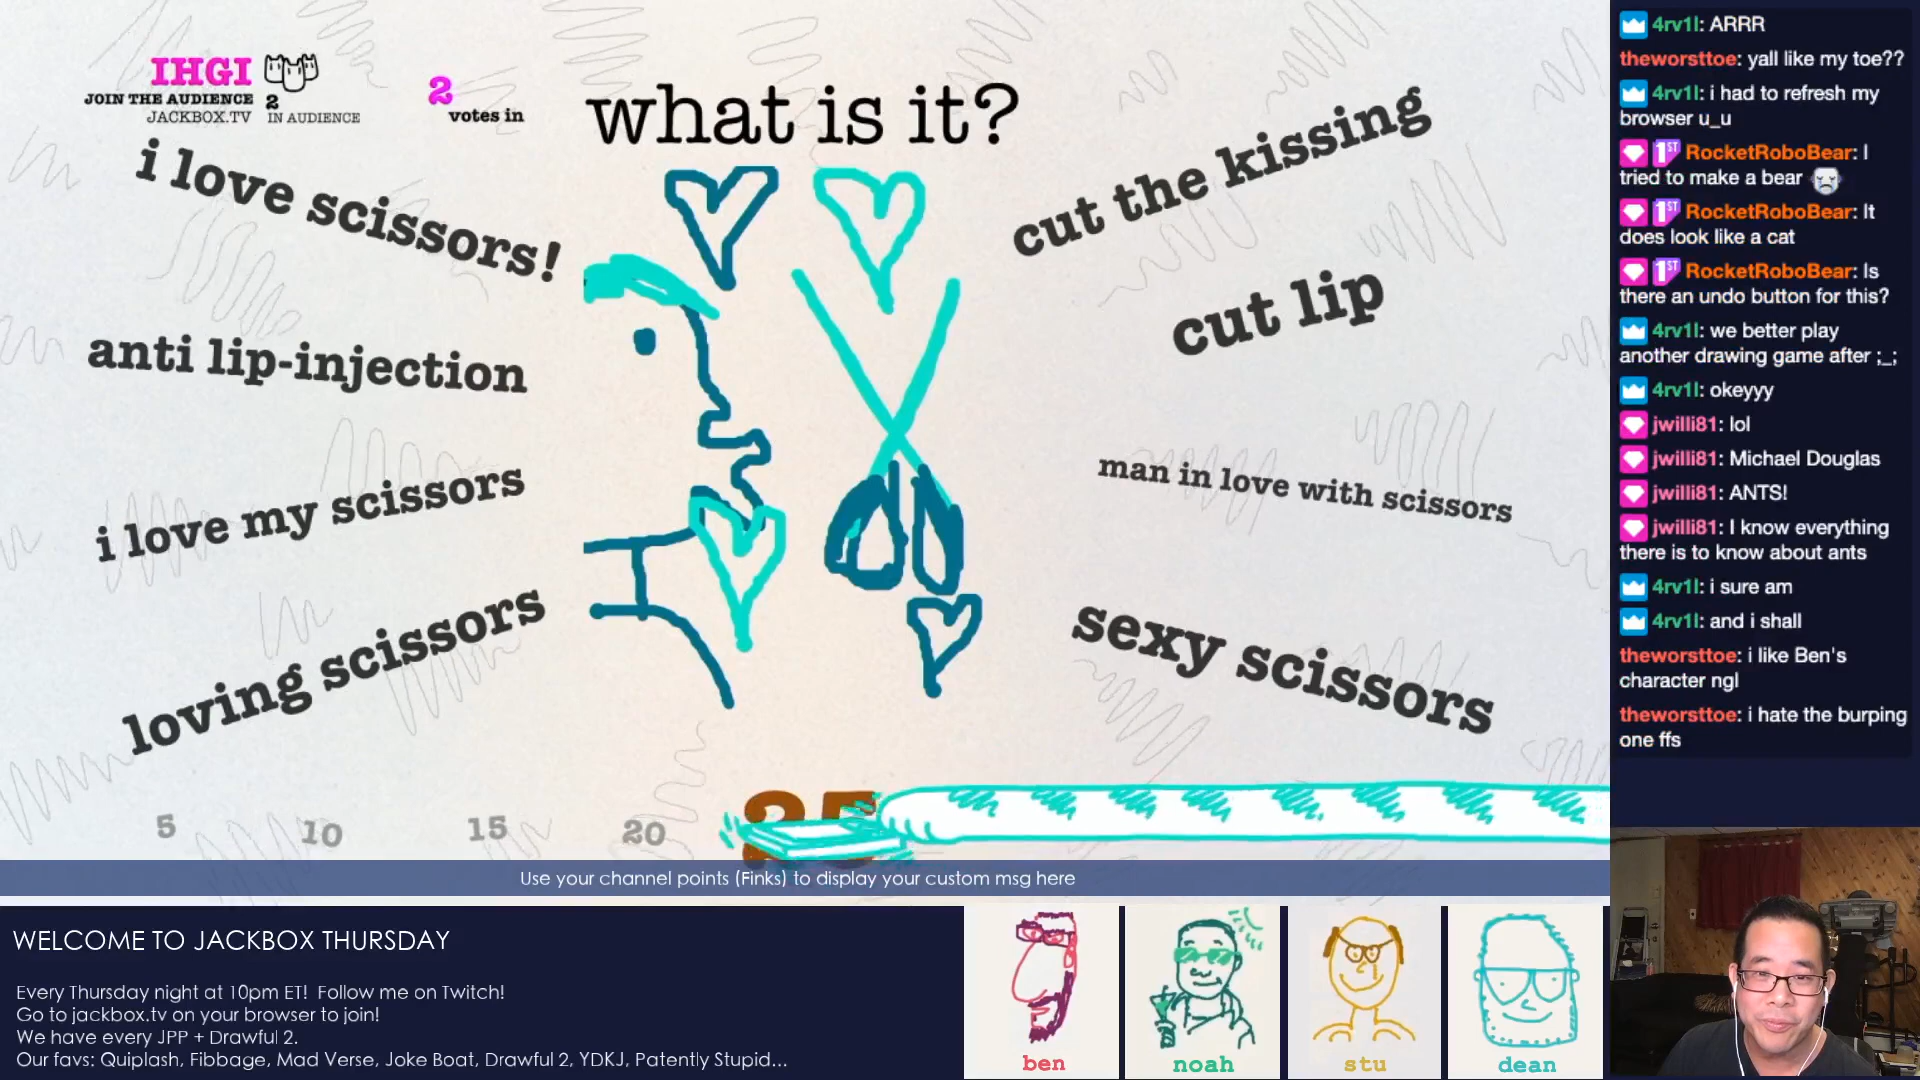 IHGI
JOIN THE AUDIENCE
JACKBOX.TV
2
IN AUDIENCE
2
votes in
what is it?
i love scissors!
anti lip-injection
i love my scissors
loving scissors
cut the kissing
cut lip
man in love with scissors
sexy scissors
5
10
15
20
25
Use your channel points (Finks) to display your custom msg here
WELCOME TO JACKBOX THURSDAY
Every Thursday night at 10pm ET! Follow me on Twitch!
Go to jackbox.tv on your browser to join!
We have every JPP + Drawful 2.
Our favs: Quiplash, Fibbage, Mad Verse, Joke Boat, Drawful 2, YDKJ, Patently Stupid...
ben
noah
stu
dean
4rv1l: ARRR
theworsttoe: yall like my toe??
4rv1l: i had to refresh my
browser u_u
1ST RocketRoboBear: I
tried to make a bear
1ST RocketRoboBear: It
does look like a cat
1ST RocketRoboBear: Is
there an undo button for this?
4rv1l: we better play
another drawing game after ;_;
4rv1l: okeyyy
jwilli81: lol
jwilli81: Michael Douglas
jwilli81: ANTS!
jwilli81: I know everything
there is to know about ants
4rv1l: i sure am
4rv1l: and i shall
theworsttoe: i like Ben's
character ngl
theworsttoe: i hate the burping
one ffs